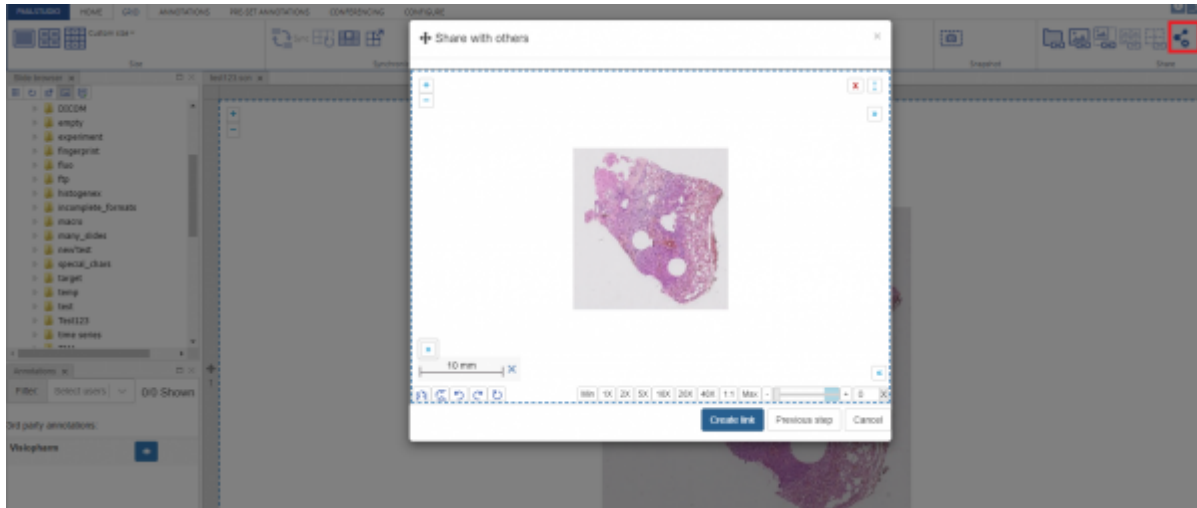 PMA.STUDIO HOME GRID ANNOTATIONS PRE-SET ANNOTATIONS CONFERENCING CONFIGURE
Custom size
Sync
Size
Snapshot
Share
Share with others
×
Slide browser ×
test123.json ×
DICOM
empty
experiment
fingerprint
fluo
ftp
histogenex
incomplete_formats
macro
many_slides
newTest
special_chars
target
temp
test
Test123
time series
+
-
+
-
X
10 mm
Min 1X 2X 5X 10X 20X 40X 1:1 Max - + 0
Create link Previous step Cancel
Annotations ×
Filter: Select users 0/0 Shown
3rd party annotations:
Visiopharm